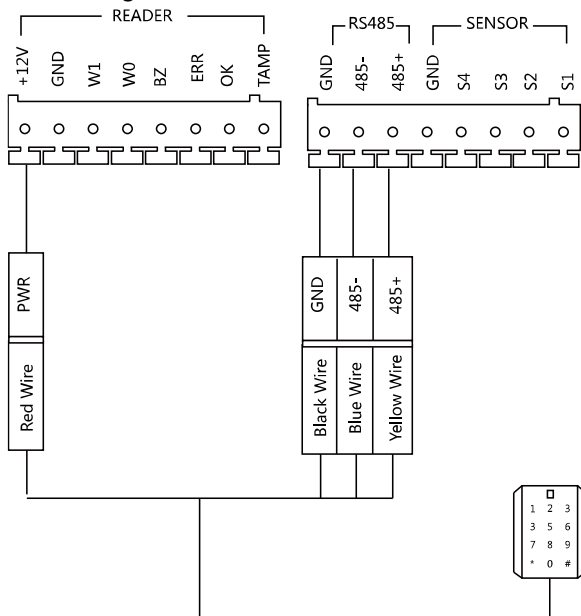 READER
RS485
SENSOR
+12V
GND
W1
W0
BZ
ERR
OK
TAMP
GND
485-
485+
GND
S4
S3
S2
S1
PWR
GND
485-
485+
Red Wire
Black Wire
Blue Wire
Yellow Wire
1 2 3
3 5 6
7 8 9
* 0 #